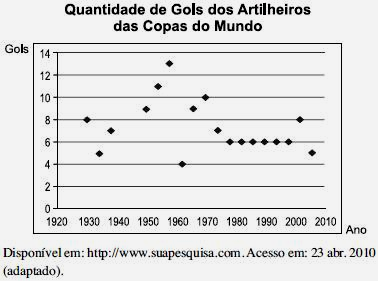 Quantidade de Gols dos Artilheiros
das Copas do Mundo
Gols
14
12
10
8
6
4
2
0
1920 1930 1940 1950 1960 1970 1980 1990 2000 2010
Ano
Disponível em: http://www.suapesquisa.com. Acesso em: 23 abr. 2010
(adaptado).